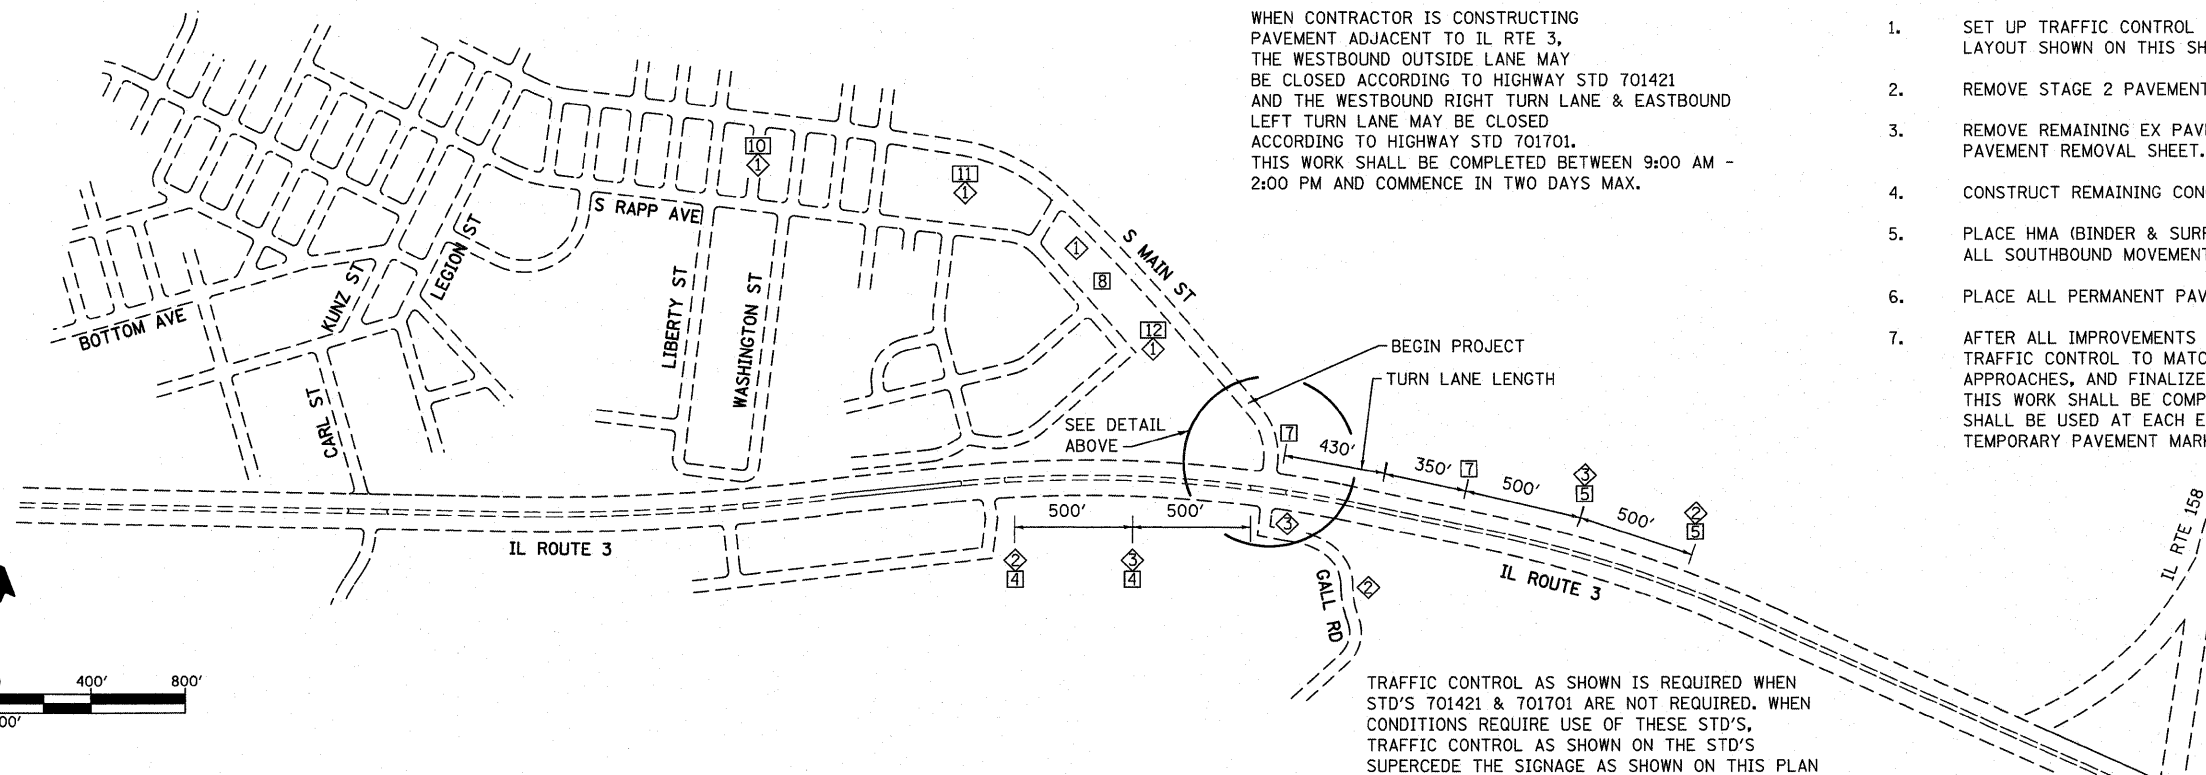 WHEN CONTRACTOR IS CONSTRUCTING
PAVEMENT ADJACENT TO IL RTE 3,
THE WESTBOUND OUTSIDE LANE MAY
BE CLOSED ACCORDING TO HIGHWAY STD 701421
AND THE WESTBOUND RIGHT TURN LANE & EASTBOUND
LEFT TURN LANE MAY BE CLOSED
ACCORDING TO HIGHWAY STD 701701.
THIS WORK SHALL BE COMPLETED BETWEEN 9:00 AM -
2:00 PM AND COMMENCE IN TWO DAYS MAX.
1. SET UP TRAFFIC CONTROL
LAYOUT SHOWN ON THIS SH
2. REMOVE STAGE 2 PAVEMENT
3. REMOVE REMAINING EX PAV
PAVEMENT REMOVAL SHEET.
4. CONSTRUCT REMAINING CON
5. PLACE HMA (BINDER & SURF
ALL SOUTHBOUND MOVEMENT
6. PLACE ALL PERMANENT PAV
7. AFTER ALL IMPROVEMENTS
TRAFFIC CONTROL TO MATC
APPROACHES, AND FINALIZE
THIS WORK SHALL BE COMP
SHALL BE USED AT EACH E
TEMPORARY PAVEMENT MARK
10
1
11
1
S RAPP AVE
1
8
S MAIN ST
12
1
LEGION ST
KUNZ ST
BOTTOM AVE
LIBERTY ST
WASHINGTON ST
CARL ST
BEGIN PROJECT
TURN LANE LENGTH
SEE DETAIL
ABOVE
7
430'
350'
7
500'
3
5
500'
2
5
IL RTE 158
500'
500'
3
IL ROUTE 3
2
4
3
4
IL ROUTE 3
GALL RD
2
400'
800'
00'
TRAFFIC CONTROL AS SHOWN IS REQUIRED WHEN
STD'S 701421 & 701701 ARE NOT REQUIRED. WHEN
CONDITIONS REQUIRE USE OF THESE STD'S,
TRAFFIC CONTROL AS SHOWN ON THE STD'S
SUPERCEDE THE SIGNAGE AS SHOWN ON THIS PLAN